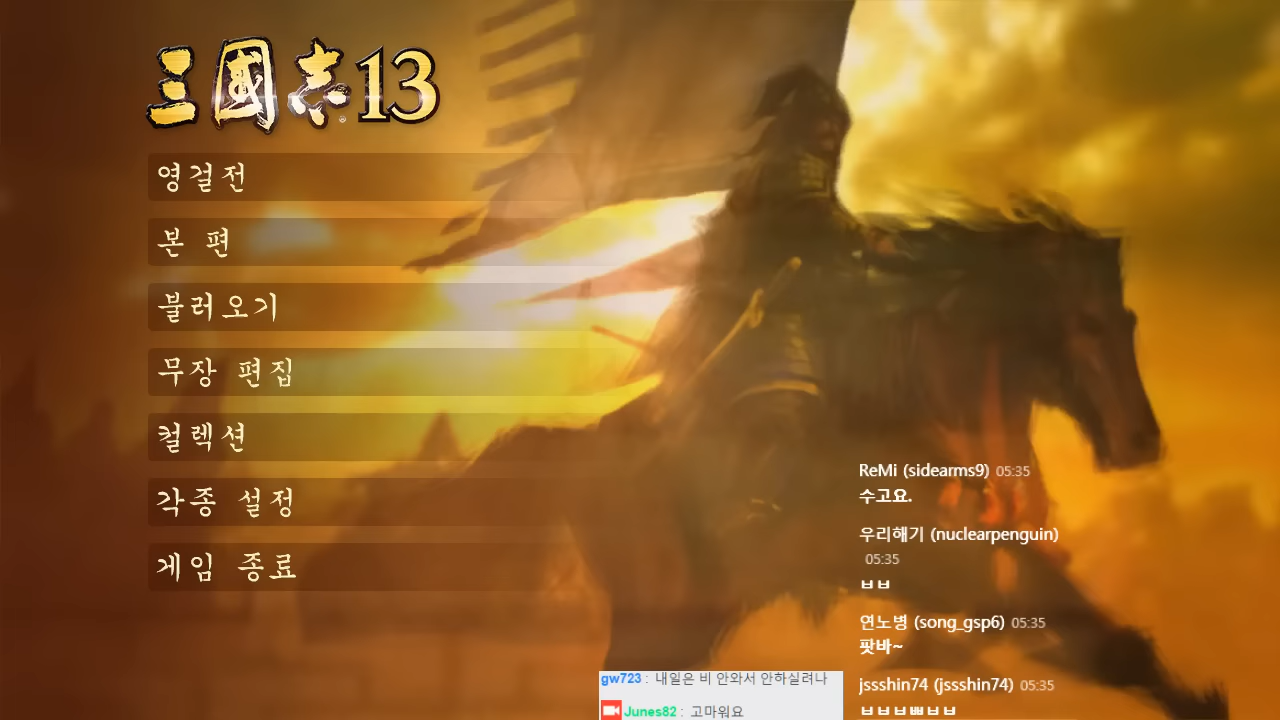 三國志13
영걸전
본 편
불러오기
무장 편집
컬렉션
각종 설정
게임 종료
ReMi (sidearms9) 05:35
수고요.
우리해기 (nuclearpenguin)
05:35
ㅂㅂ
연노병 (song_gsp6) 05:35
팟바~
jssshin74 (jssshin74) 05:35
ㅂㅂㅂㅃㅂㅂ
gw723 : 내일은 비 안와서 안하실려나
Junes82 : 고마워요